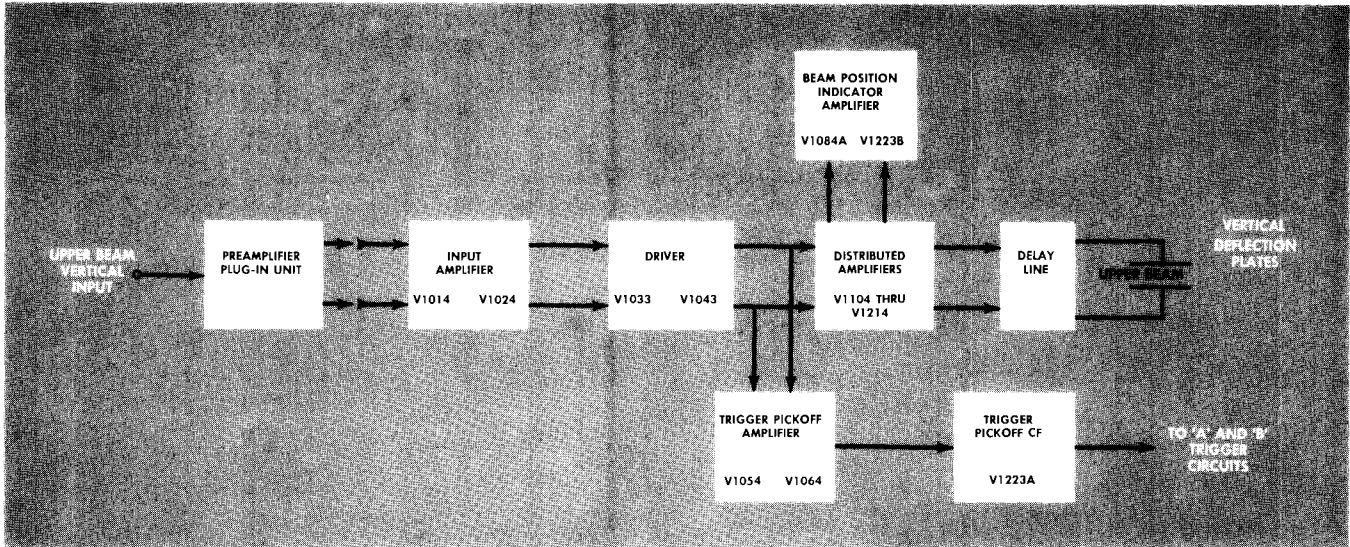 BEAM POSITION
INDICATOR
AMPLIFIER
V1084A V1223B
UPPER BEAM
VERTICAL
INPUT
PREAMPLIFIER
PLUG-IN UNIT
INPUT
AMPLIFIER
V1014 V1024
DRIVER
V1033 V1043
DISTRIBUTED
AMPLIFIERS
V1104 THRU
V1214
DELAY
LINE
UPPER BEAM
VERTICAL
DEFLECTION
PLATES
TRIGGER PICKOFF
AMPLIFIER
V1054 V1064
TRIGGER
PICKOFF CF
V1223A
TO 'A' AND 'B'
TRIGGER
CIRCUITS